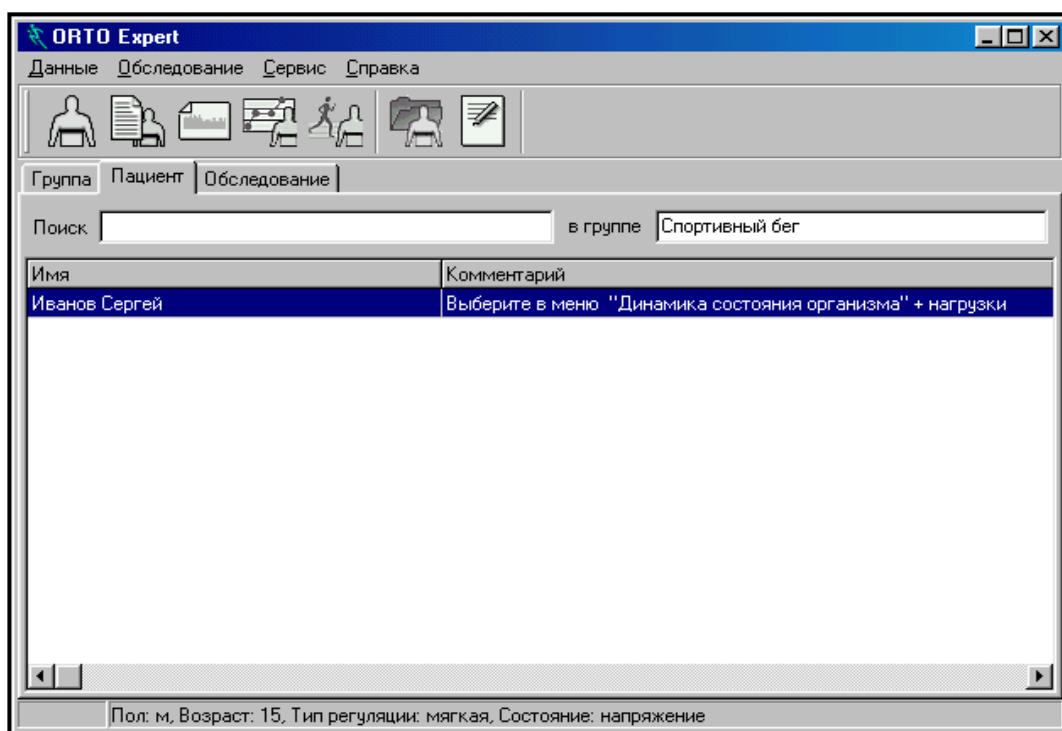 ORTO Expert
Данные Обследование Сервис Справка
Группа Пациент Обследование
Поиск в группе Спортивный бег
Имя Комментарий
Иванов Сергей Выберите в меню "Динамика состояния организма" + нагрузки
Пол: м, Возраст: 15, Тип регуляции: мягкая, Состояние: напряжение